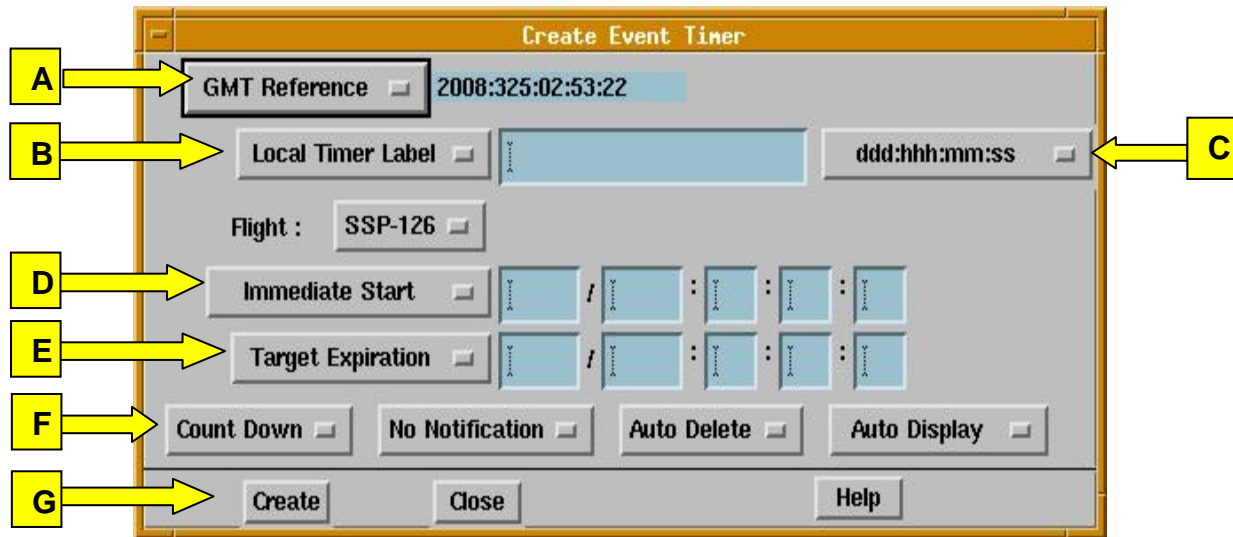 Create Event Timer
A GMT Reference 2008:325:02:53:22
B Local Timer Label ddd:hhh:mm:ss C
Flight : SSP-126
D Immediate Start / : : :
E Target Expiration / : : :
F Count Down No Notification Auto Delete Auto Display
G Create Close Help